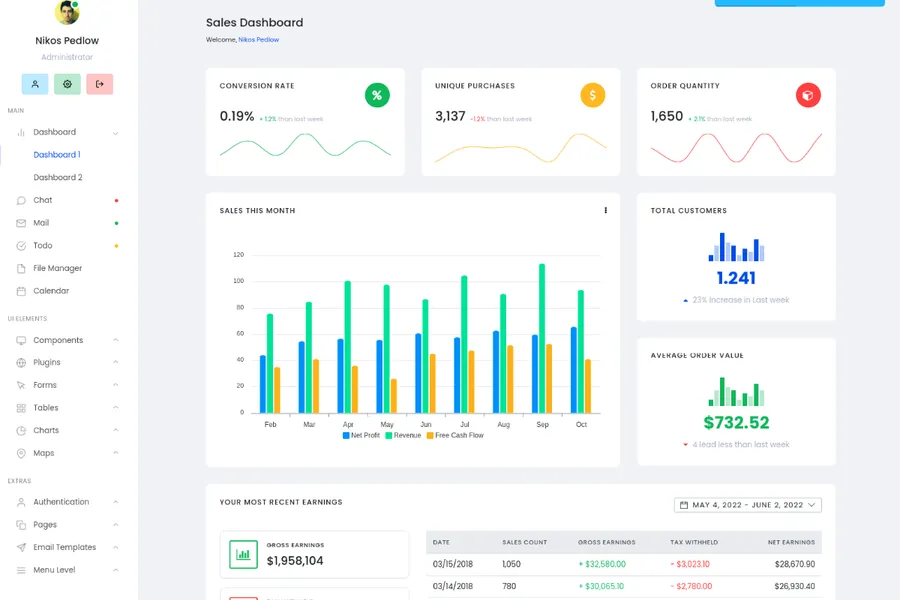 Nikos Pedlow
Administrator
MAIN
Dashboard
Dashboard 1
Dashboard 2
Chat
Mail
Todo
File Manager
Calendar
UI ELEMENTS
Components
Plugins
Forms
Tables
Charts
Maps
EXTRAS
Authentication
Pages
Email Templates
Menu Level
Sales Dashboard
Welcome, Nikos Pedlow
CONVERSION RATE
%
0.19% + 1.2% than last week
UNIQUE PURCHASES
$
3,137 -1.2% than last week
ORDER QUANTITY
1,650 + 2.1% than last week
SALES THIS MONTH
120
100
80
60
40
20
0
Feb Mar Apr May Jun Jul Aug Sep Oct
Net Profit Revenue Free Cash Flow
TOTAL CUSTOMERS
1.241
23% increase in Last week
AVERAGE ORDER VALUE
$732.52
4 lead less than last week
YOUR MOST RECENT EARNINGS
MAY 4, 2022 - JUNE 2, 2022
GROSS EARNINGS
$1,958,104
DATE SALES COUNT GROSS EARNINGS TAX WITHHELD NET EARNINGS
03/15/2018 1,050 + $32,580.00 - $3,023.10 $28,670.90
03/14/2018 780 + $30,065.10 - $2,780.00 $26,930.40